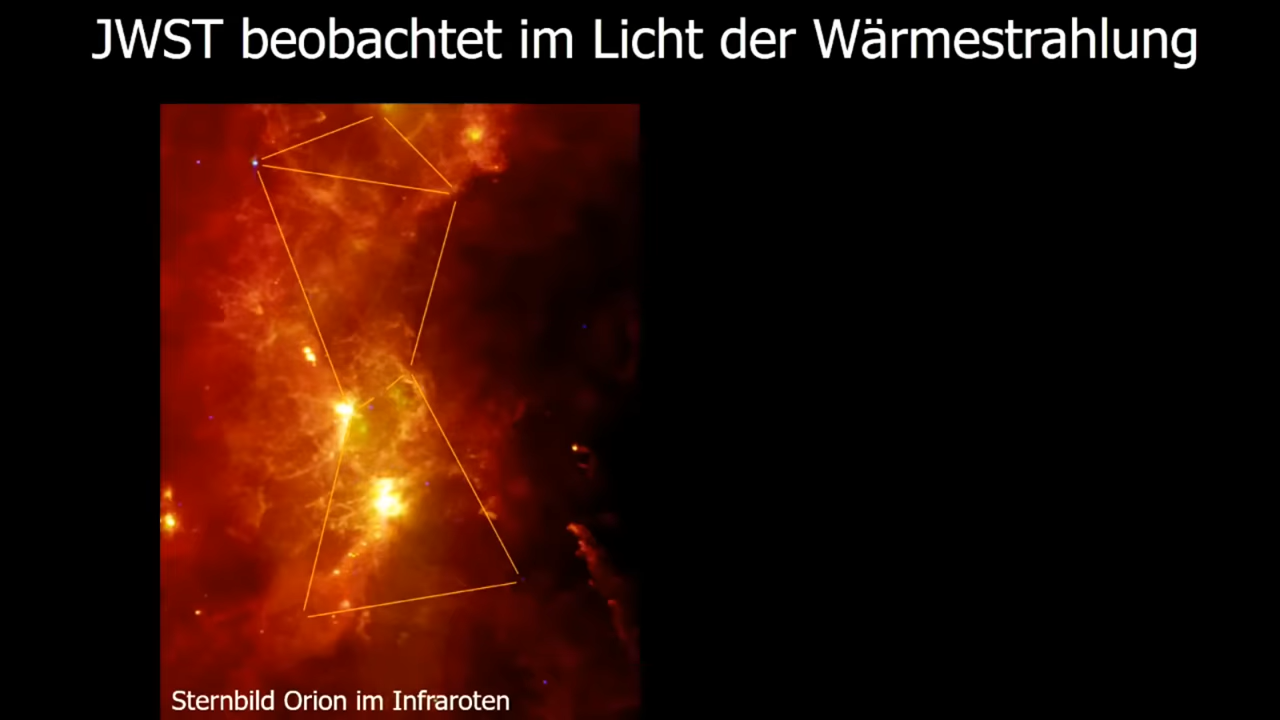 JWST beobachtet im Licht der Wärmestrahlung
Sternbild Orion im Infraroten